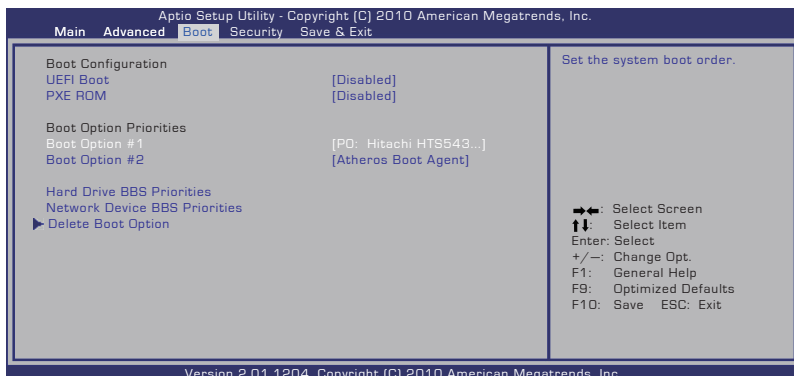 Aptio Setup Utility - Copyright (C) 2010 American Megatrends, Inc.
Main Advanced Boot Security Save & Exit
Boot Configuration
UEFI Boot [Disabled]
PXE ROM [Disabled]
Boot Option Priorities
Boot Option #1 [P0: Hitachi HTS543...]
Boot Option #2 [Atheros Boot Agent]
Hard Drive BBS Priorities
Network Device BBS Priorities
Delete Boot Option
Set the system boot order.
→←: Select Screen
↑↓: Select Item
Enter: Select
+/—: Change Opt.
F1: General Help
F9: Optimized Defaults
F10: Save ESC: Exit
Version 2.01.1204. Copyright (C) 2010 American Megatrends, Inc.